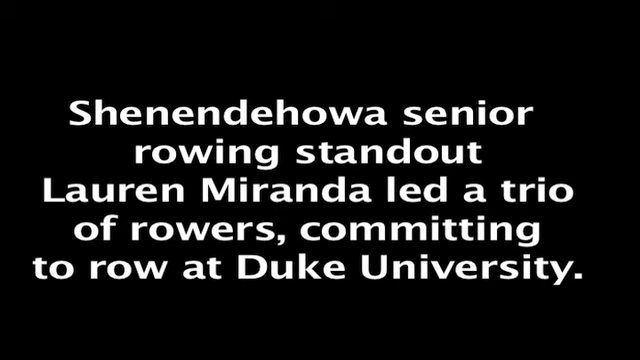 Shenendehowa senior
rowing standout
Lauren Miranda led a trio
of rowers, committing
to row at Duke University.